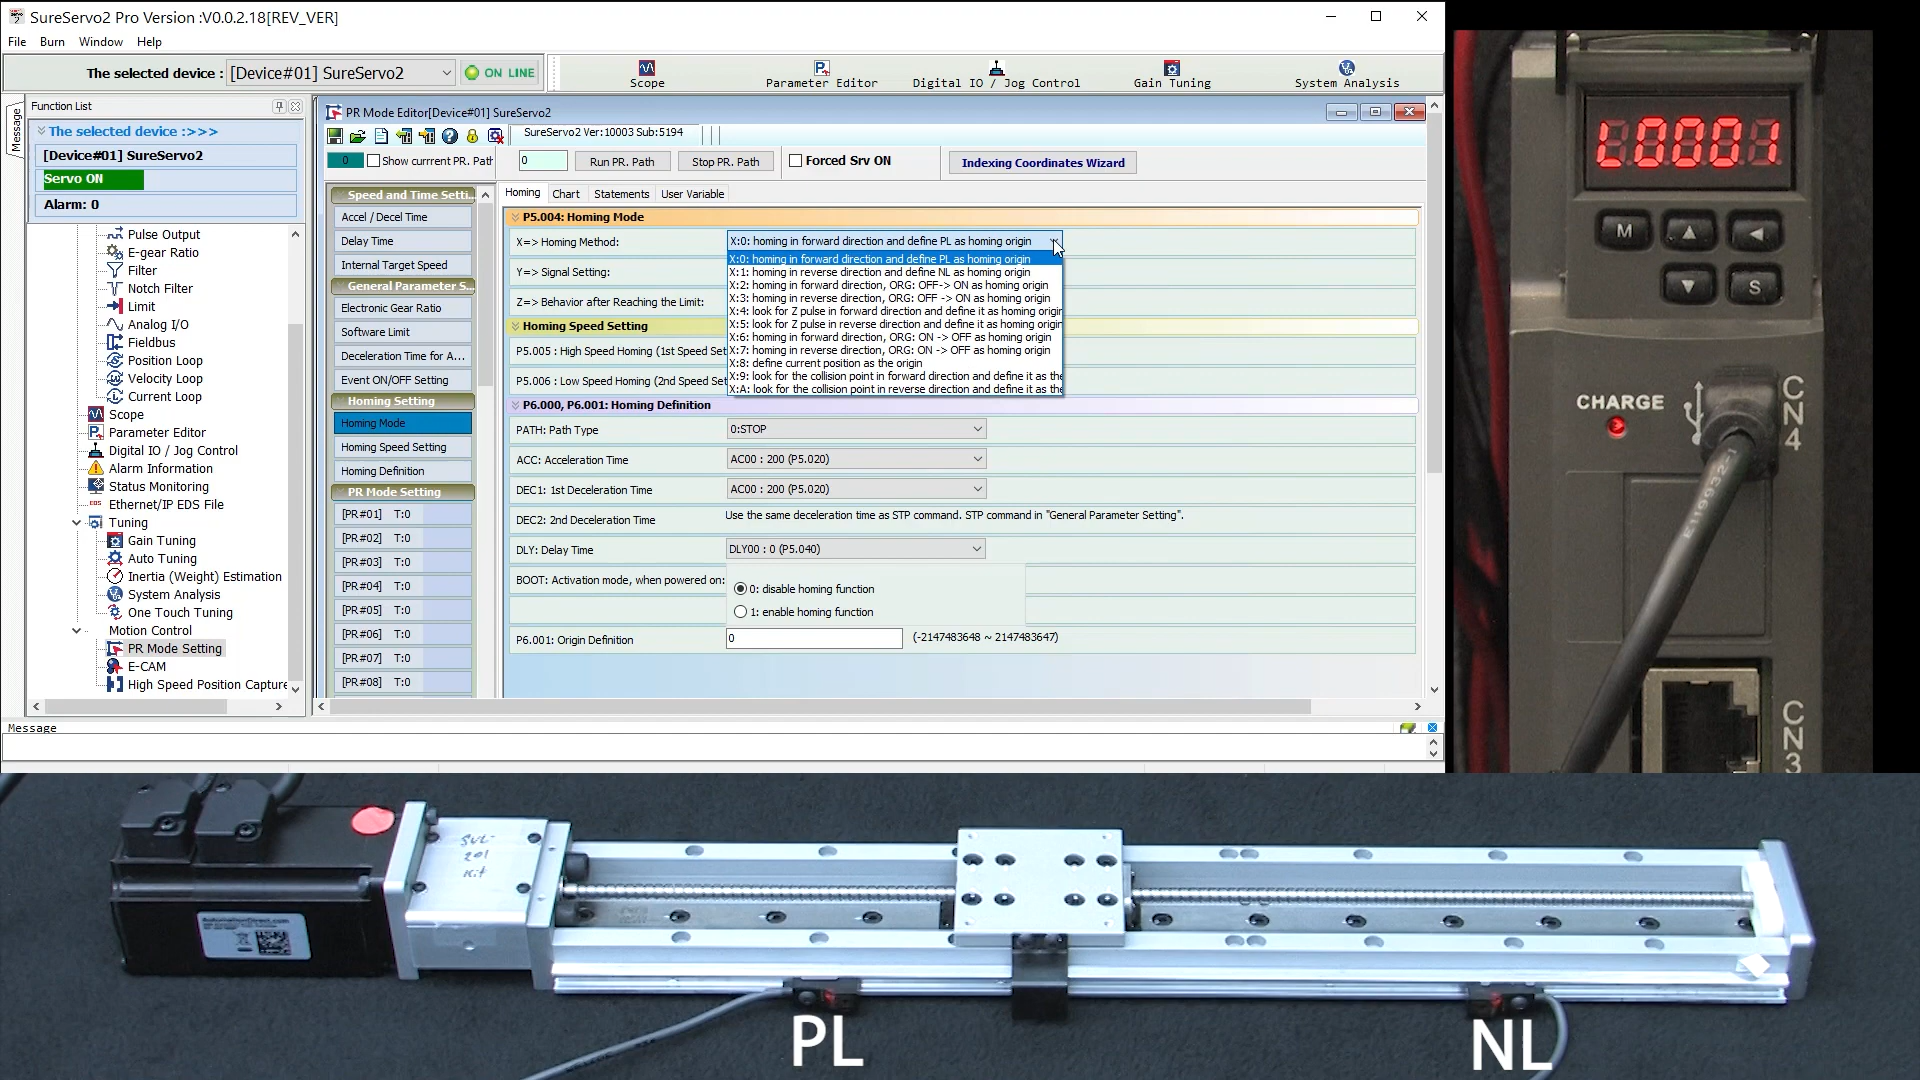 SureServo2 Pro Version :V0.0.2.18[REV_VER]
File Burn Window Help
The selected device : [Device#01] SureServo2 ON LINE
Scope Parameter Editor Digital IO / Jog Control Gain Tuning System Analysis
Message
Function List
The selected device :>>>
[Device#01] SureServo2
Servo ON
Alarm: 0
Pulse Output
E-gear Ratio
Filter
Notch Filter
Limit
Analog I/O
Fieldbus
Position Loop
Velocity Loop
Current Loop
Scope
Parameter Editor
Digital IO / Jog Control
Alarm Information
Status Monitoring
Ethernet/IP EDS File
Tuning
Gain Tuning
Auto Tuning
Inertia (Weight) Estimation
System Analysis
One Touch Tuning
Motion Control
PR Mode Setting
E-CAM
High Speed Position Capture
PR Mode Editor[Device#01] SureServo2
SureServo2 Ver:10003 Sub:5194
0 Show currrent PR. Path 0 Run PR. Path Stop PR. Path Forced Srv ON Indexing Coordinates Wizard
Speed and Time Setti...
Accel / Decel Time
Delay Time
Internal Target Speed
General Parameter S...
Electronic Gear Ratio
Software Limit
Deceleration Time for A...
Event ON/OFF Setting
Homing Setting
Homing Mode
Homing Speed Setting
Homing Definition
PR Mode Setting
[PR#01] T:0
[PR#02] T:0
[PR#03] T:0
[PR#04] T:0
[PR#05] T:0
[PR#06] T:0
[PR#07] T:0
[PR#08] T:0
Homing Chart Statements User Variable
P5.004: Homing Mode
X=> Homing Method: X:0: homing in forward direction and define PL as homing origin
X:0: homing in forward direction and define PL as homing origin
X:1: homing in reverse direction and define NL as homing origin
X:2: homing in forward direction, ORG: OFF-> ON as homing origin
X:3: homing in reverse direction, ORG: OFF -> ON as homing origin
X:4: look for Z pulse in forward direction and define it as homing origin
X:5: look for Z pulse in reverse direction and define it as homing origin
X:6: homing in forward direction, ORG: ON -> OFF as homing origin
X:7: homing in reverse direction, ORG: ON -> OFF as homing origin
X:8: define current position as the origin
X:9: look for the collision point in forward direction and define it as the
X:A: look for the collision point in reverse direction and define it as the
Y=> Signal Setting:
Z=> Behavior after Reaching the Limit:
Homing Speed Setting
P5.005 : High Speed Homing (1st Speed Set
P5.006 : Low Speed Homing (2nd Speed Set
P6.000, P6.001: Homing Definition
PATH: Path Type 0:STOP
ACC: Acceleration Time AC00 : 200 (P5.020)
DEC1: 1st Deceleration Time AC00 : 200 (P5.020)
DEC2: 2nd Deceleration Time Use the same deceleration time as STP command. STP command in "General Parameter Setting".
DLY: Delay Time DLY00 : 0 (P5.040)
BOOT: Activation mode, when powered on: 0: disable homing function
1: enable homing function
P6.001: Origin Definition 0 (-2147483648 ~ 2147483647)
Message
L0001
M
S
CHARGE
CN4
E119932-1
CN3
AutomationDirect.com
SV2-
201
Kit
PL
NL